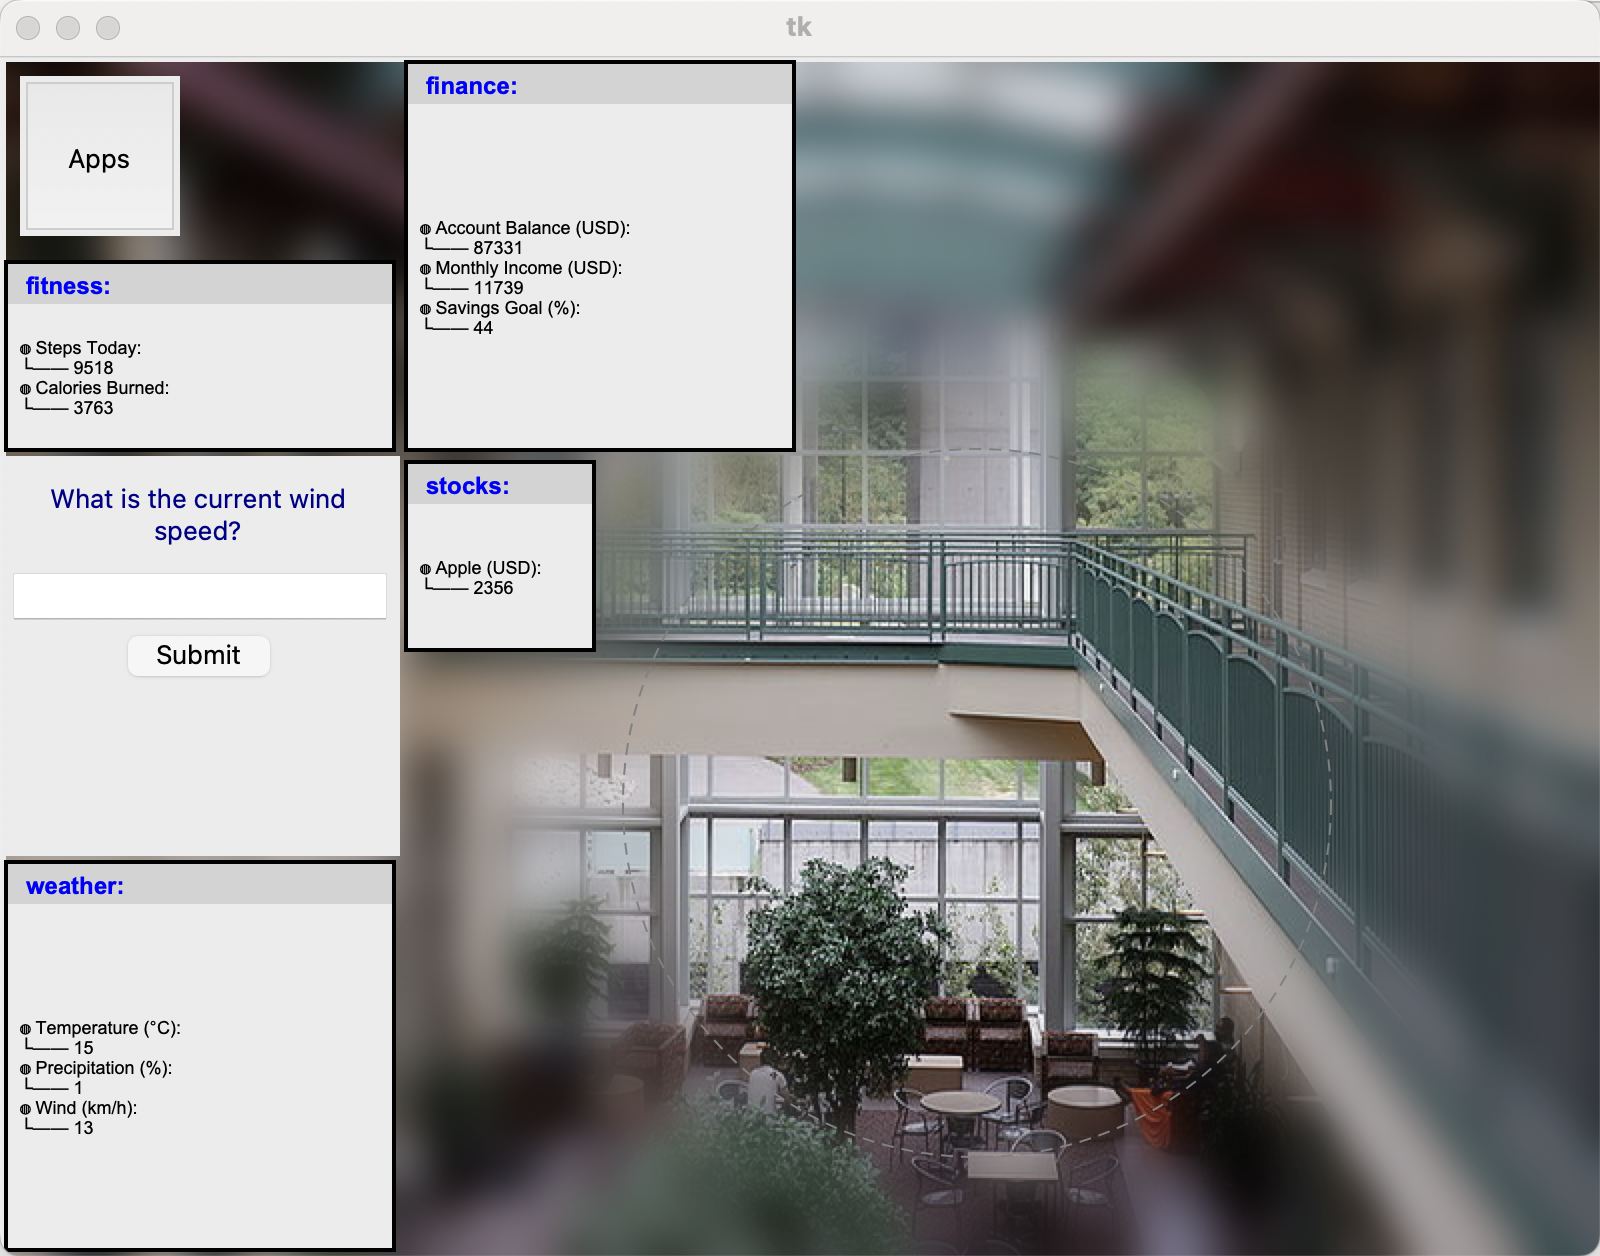 tk
Apps
finance:
◍ Account Balance (USD):
└─── 87331
◍ Monthly Income (USD):
└─── 11739
◍ Savings Goal (%):
└─── 44
fitness:
◍ Steps Today:
└─── 9518
◍ Calories Burned:
└─── 3763
What is the current wind
speed?
Submit
stocks:
◍ Apple (USD):
└─── 2356
weather:
◍ Temperature (°C):
└─── 15
◍ Precipitation (%):
└─── 1
◍ Wind (km/h):
└─── 13